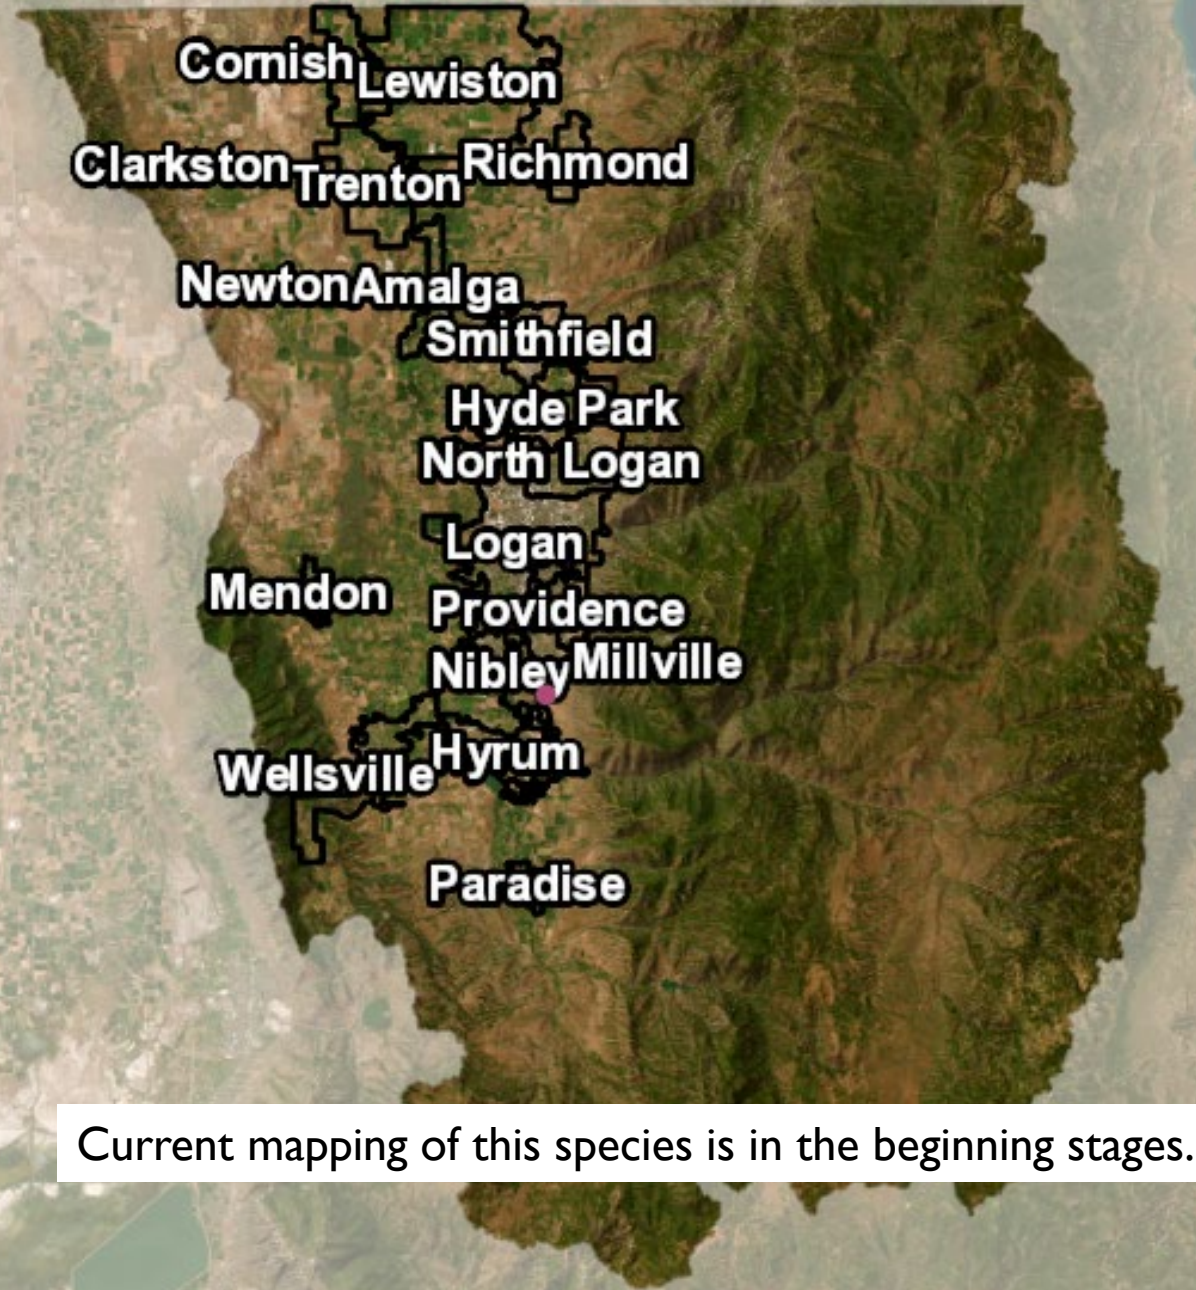 Cornish
Lewiston
Clarkston
Trenton
Richmond
Newton
Amalga
Smithfield
Hyde Park
North Logan
Logan
Mendon
Providence
Nibley
Millville
Hyrum
Wellsville
Paradise
Current mapping of this species is in the beginning stages.